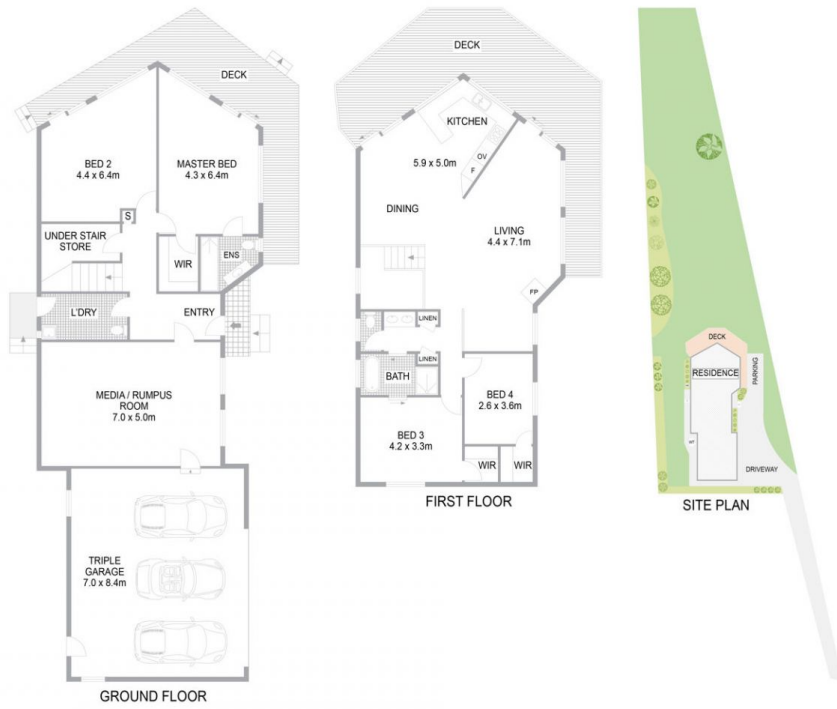 DECK
BED 2
4.4 x 6.4m
MASTER BED
4.3 x 6.4m
S
UNDER STAIR
STORE
WIR
ENS
L'DRY
ENTRY
MEDIA / RUMPUS
ROOM
7.0 x 5.0m
TRIPLE
GARAGE
7.0 x 8.4m
GROUND FLOOR
DECK
KITCHEN
5.9 x 5.0m
OV
F
DINING
LIVING
4.4 x 7.1m
FP
LINEN
LINEN
BATH
BED 4
2.6 x 3.6m
BED 3
4.2 x 3.3m
WIR
WIR
FIRST FLOOR
DECK
RESIDENCE
PARKING
WT
DRIVEWAY
SITE PLAN